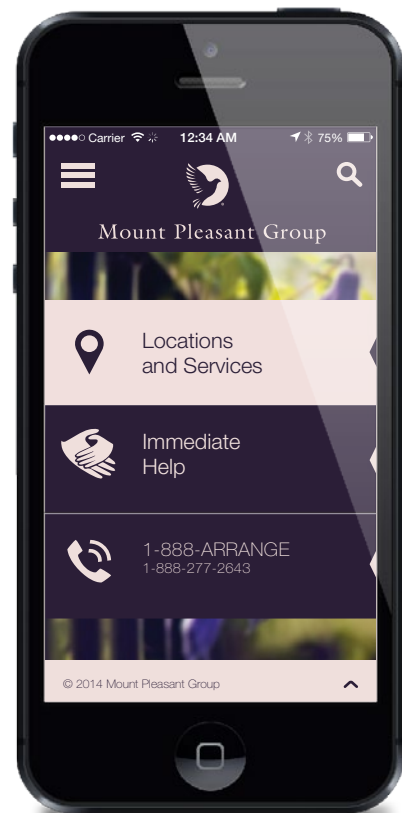 Carrier 12:34 AM 75%
Mount Pleasant Group
Locations
and Services
Immediate
Help
1-888-ARRANGE
1-888-277-2643
© 2014 Mount Pleasant Group